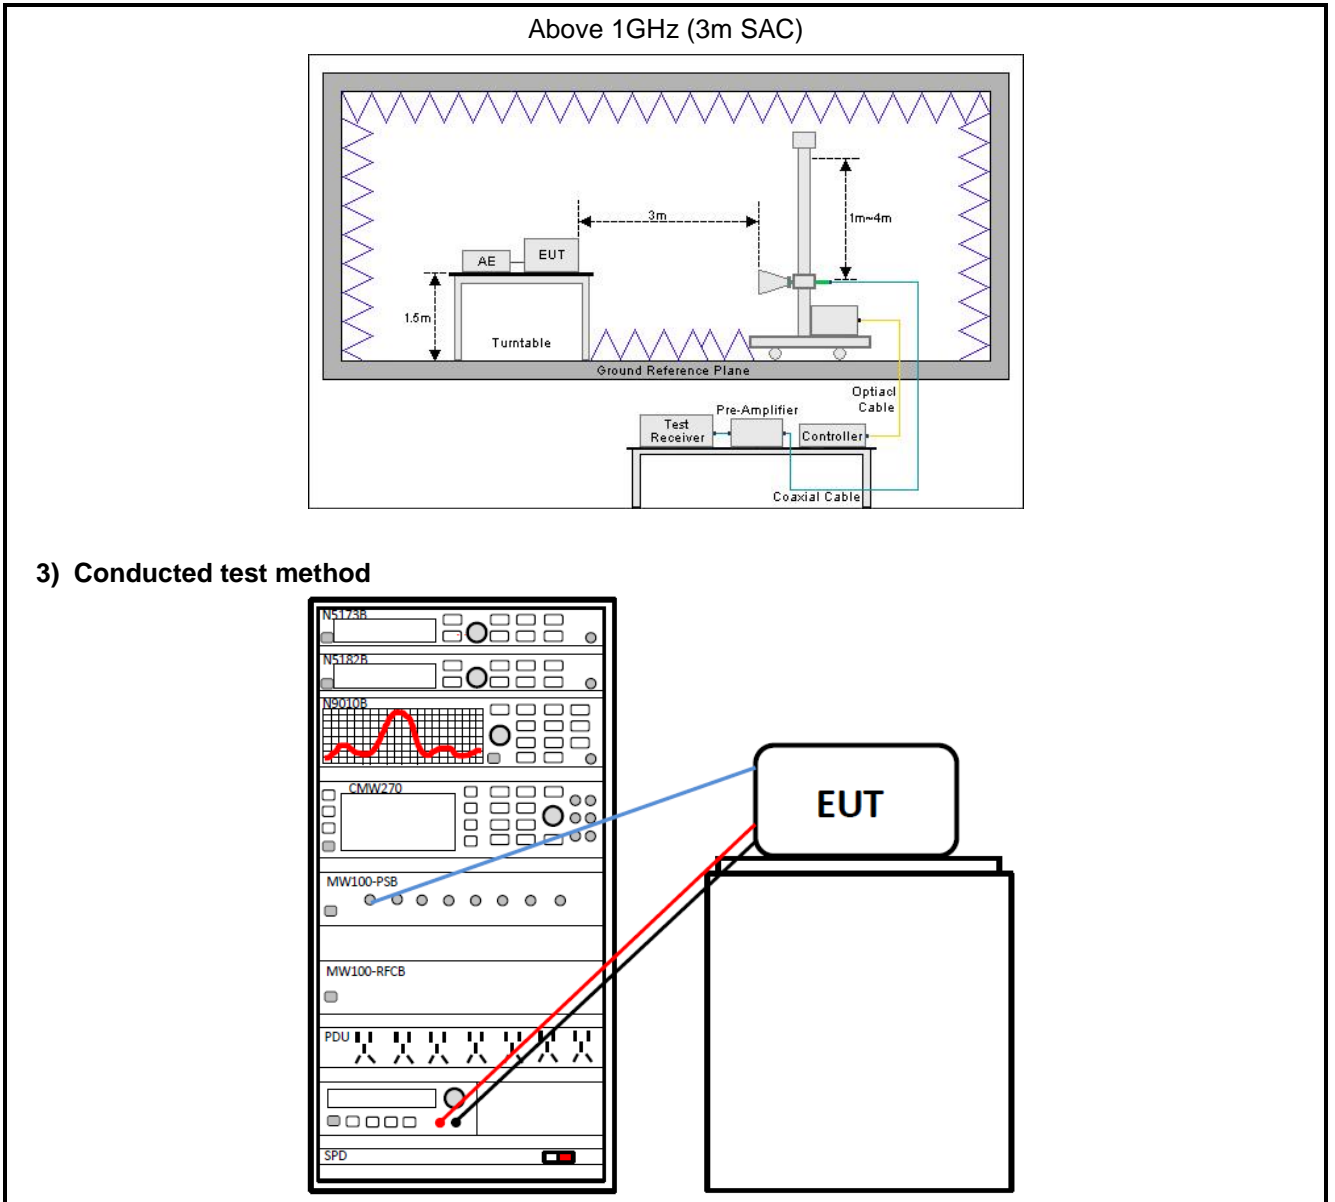 Above 1GHz (3m SAC)
3m
1m~4m
AE
EUT
1.5m
Turntable
Ground Reference Plane
Optiacl
Cable
Pre-Amplifier
Test
Receiver
Controller
Coaxial Cable
3) Conducted test method
N5173B
N5182B
N9010B
CMW270
EUT
MW100-PSB
MW100-RFCB
PDU
SPD